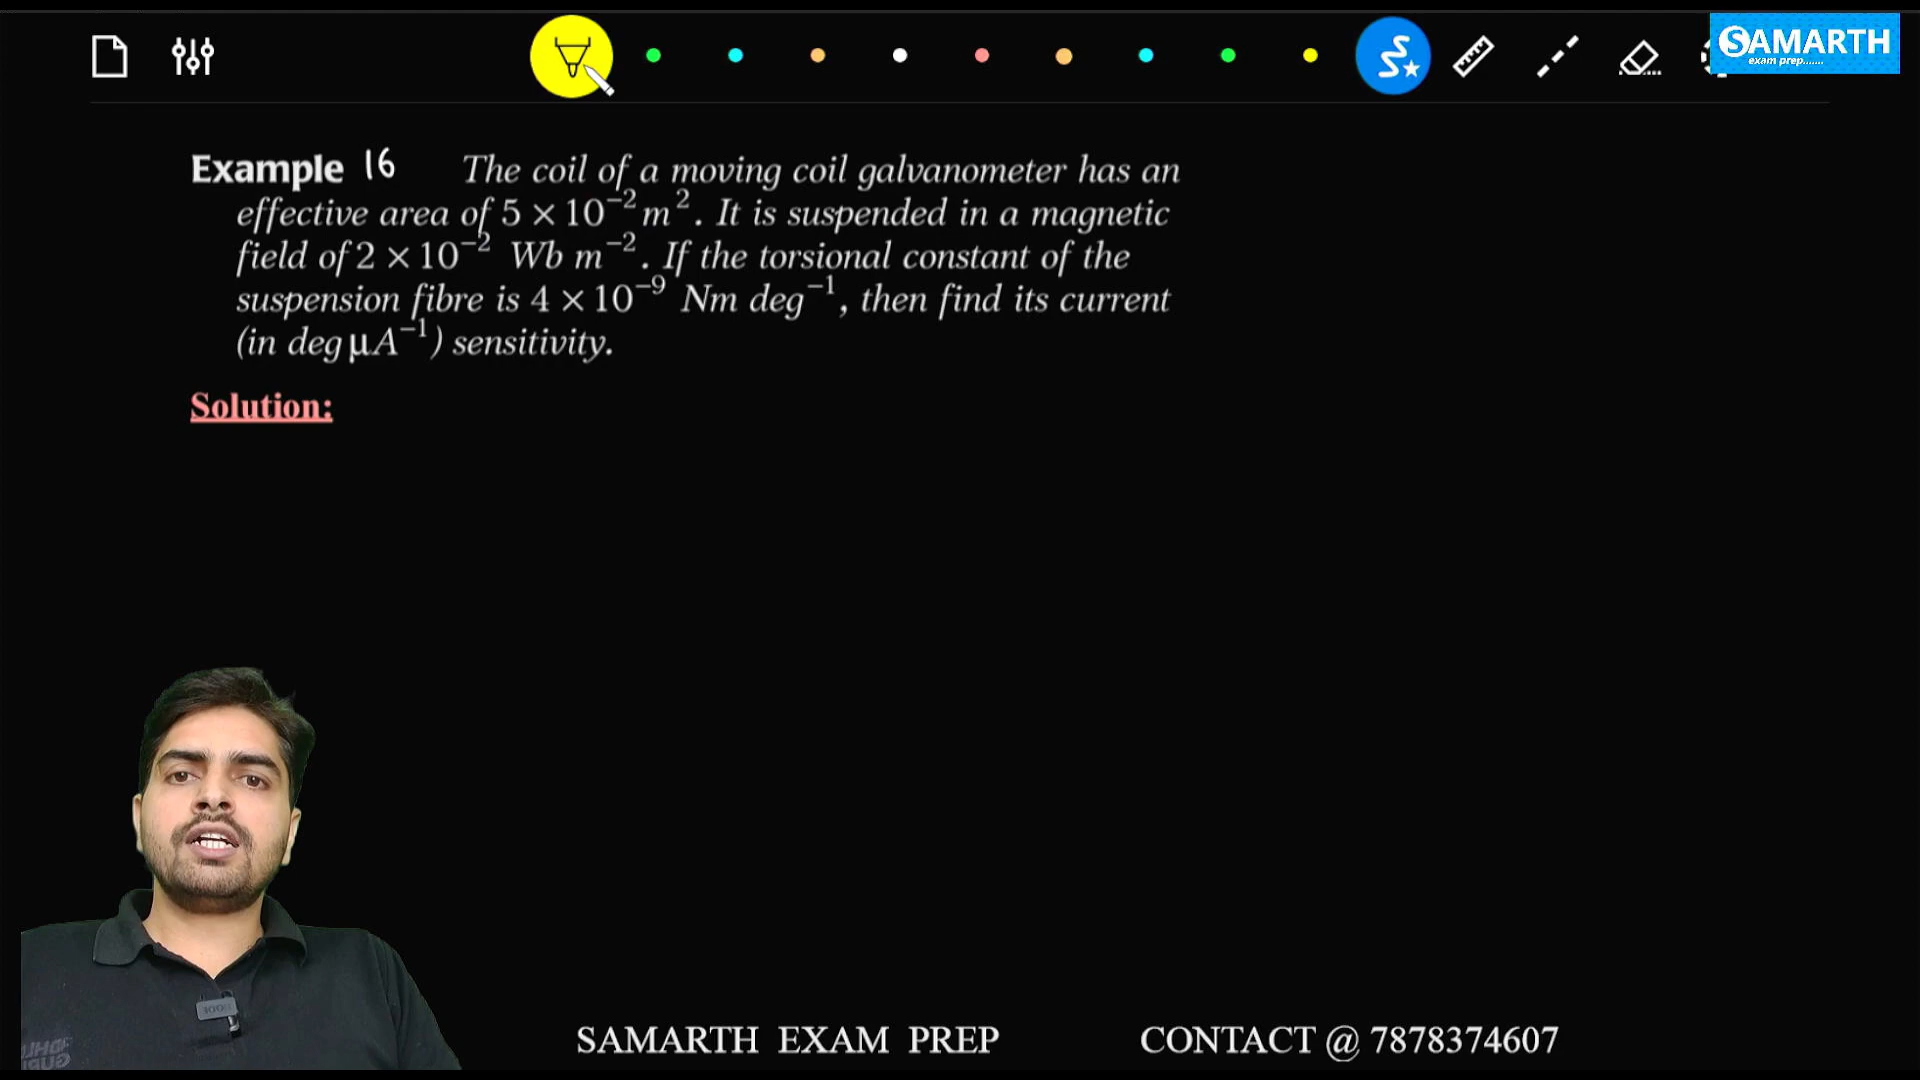 SAMARTH
exam prep......
Example 16 The coil of a moving coil galvanometer has an
effective area of 5 × 10⁻² m². It is suspended in a magnetic
field of 2 × 10⁻² Wb m⁻². If the torsional constant of the
suspension fibre is 4 × 10⁻⁹ Nm deg⁻¹, then find its current
(in deg μA⁻¹) sensitivity.
Solution:
SAMARTH EXAM PREP CONTACT @ 7878374607